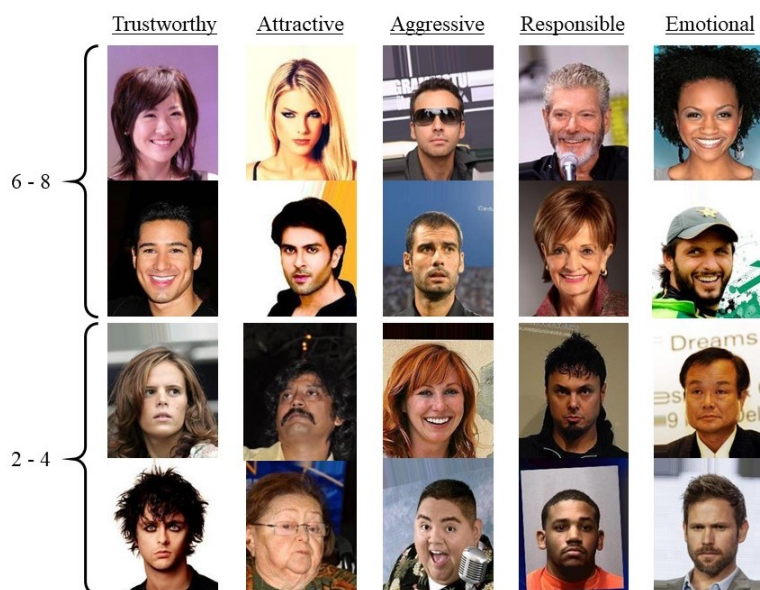 Trustworthy Attractive Aggressive Responsible Emotional
6 - 8
2 - 4
Dreams